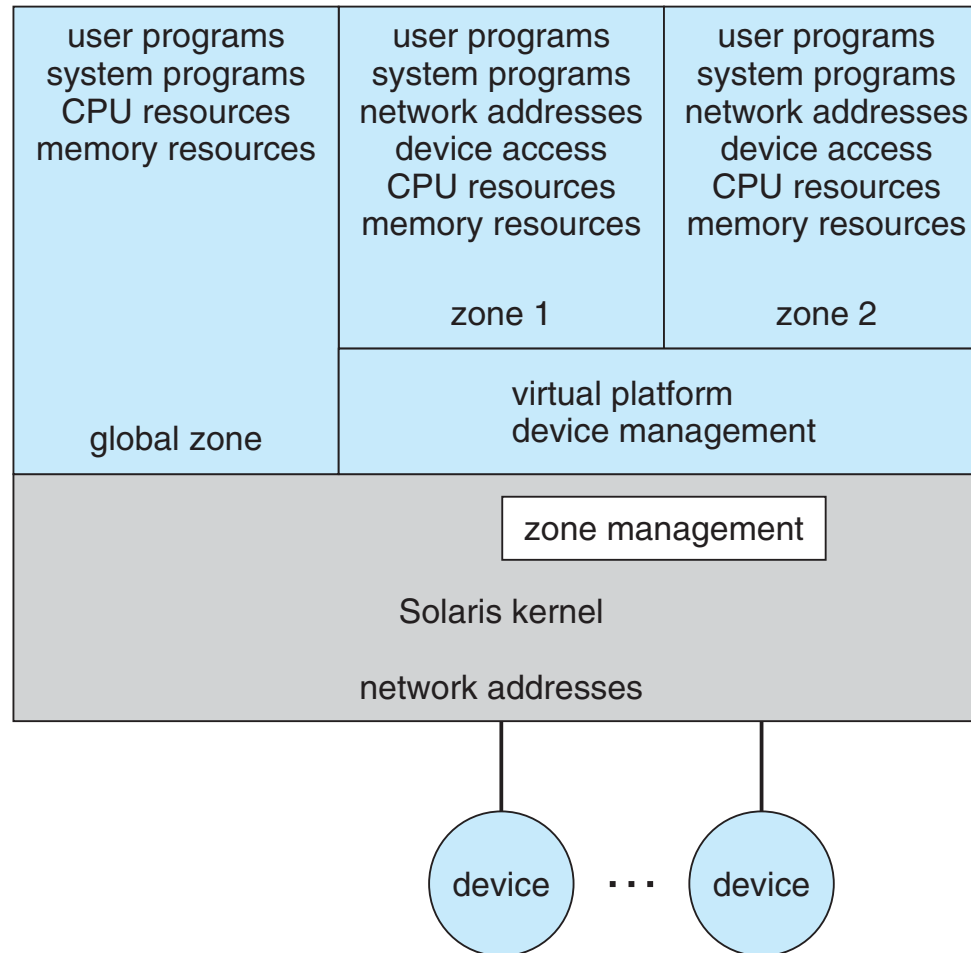 user programs
system programs
CPU resources
memory resources
global zone
user programs
system programs
network addresses
device access
CPU resources
memory resources
zone 1
user programs
system programs
network addresses
device access
CPU resources
memory resources
zone 2
virtual platform
device management
zone management
Solaris kernel
network addresses
device
...
device